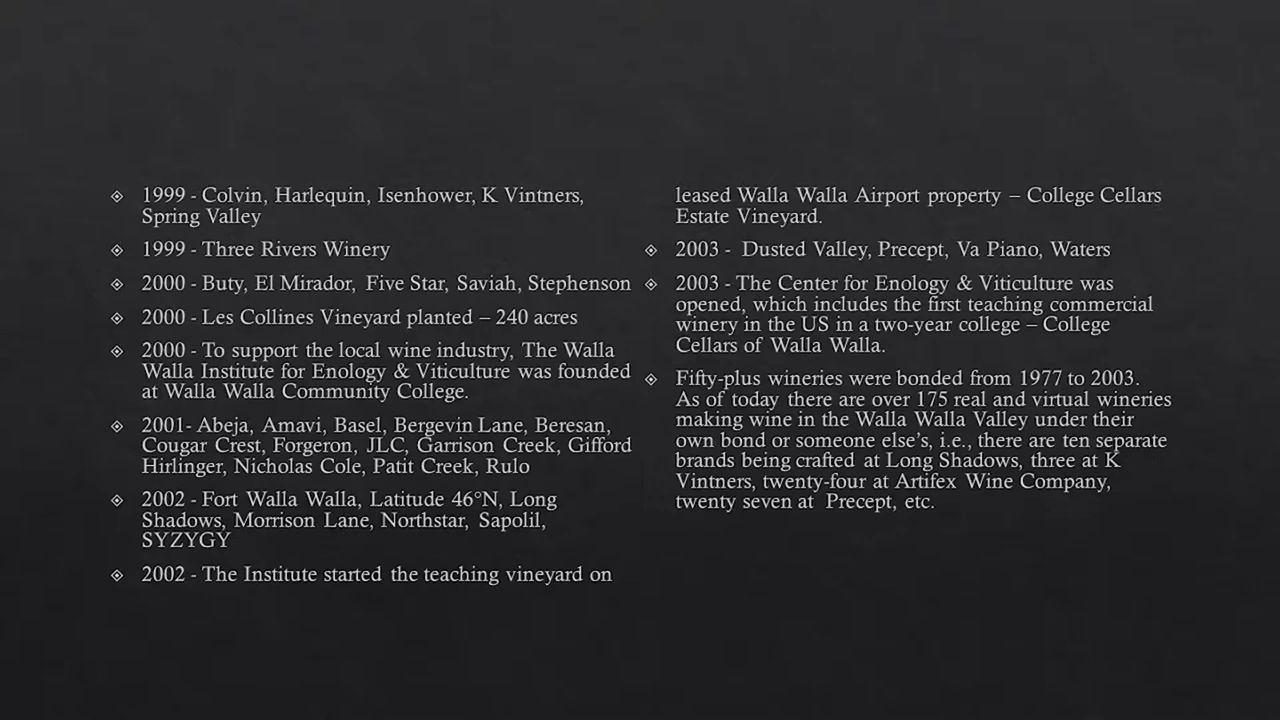 1999 - Colvin, Harlequin, Isenhower, K Vintners,
Spring Valley
1999 - Three Rivers Winery
2000 - Buty, El Mirador, Five Star, Saviah, Stephenson
2000 - Les Collines Vineyard planted – 240 acres
2000 - To support the local wine industry, The Walla
Walla Institute for Enology & Viticulture was founded
at Walla Walla Community College.
2001- Abeja, Amavi, Basel, Bergevin Lane, Beresan,
Cougar Crest, Forgeron, JLC, Garrison Creek, Gifford
Hirlinger, Nicholas Cole, Patit Creek, Rulo
2002 - Fort Walla Walla, Latitude 46°N, Long
Shadows, Morrison Lane, Northstar, Sapolil,
SYZYGY
2002 - The Institute started the teaching vineyard on
leased Walla Walla Airport property – College Cellars
Estate Vineyard.
2003 - Dusted Valley, Precept, Va Piano, Waters
2003 - The Center for Enology & Viticulture was
opened, which includes the first teaching commercial
winery in the US in a two-year college – College
Cellars of Walla Walla.
Fifty-plus wineries were bonded from 1977 to 2003.
As of today there are over 175 real and virtual wineries
making wine in the Walla Walla Valley under their
own bond or someone else’s, i.e., there are ten separate
brands being crafted at Long Shadows, three at K
Vintners, twenty-four at Artifex Wine Company,
twenty seven at Precept, etc.